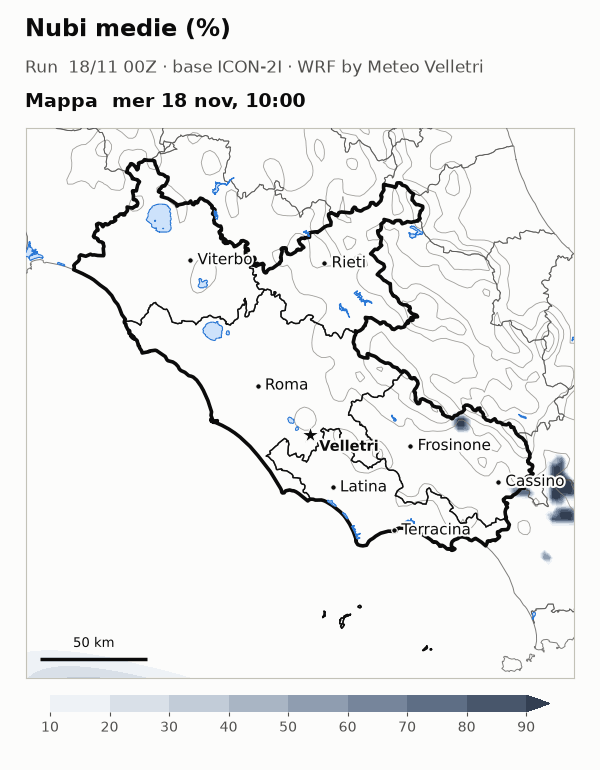 Nubi medie (%)
Run  18/11 00Z · base ICON-2I · WRF by Meteo Velletri
Mappa  mer 18 nov, 10:00
Viterbo
Rieti
Roma
Velletri
Frosinone
Cassino
Latina
Terracina
50 km
10 20 30 40 50 60 70 80 90